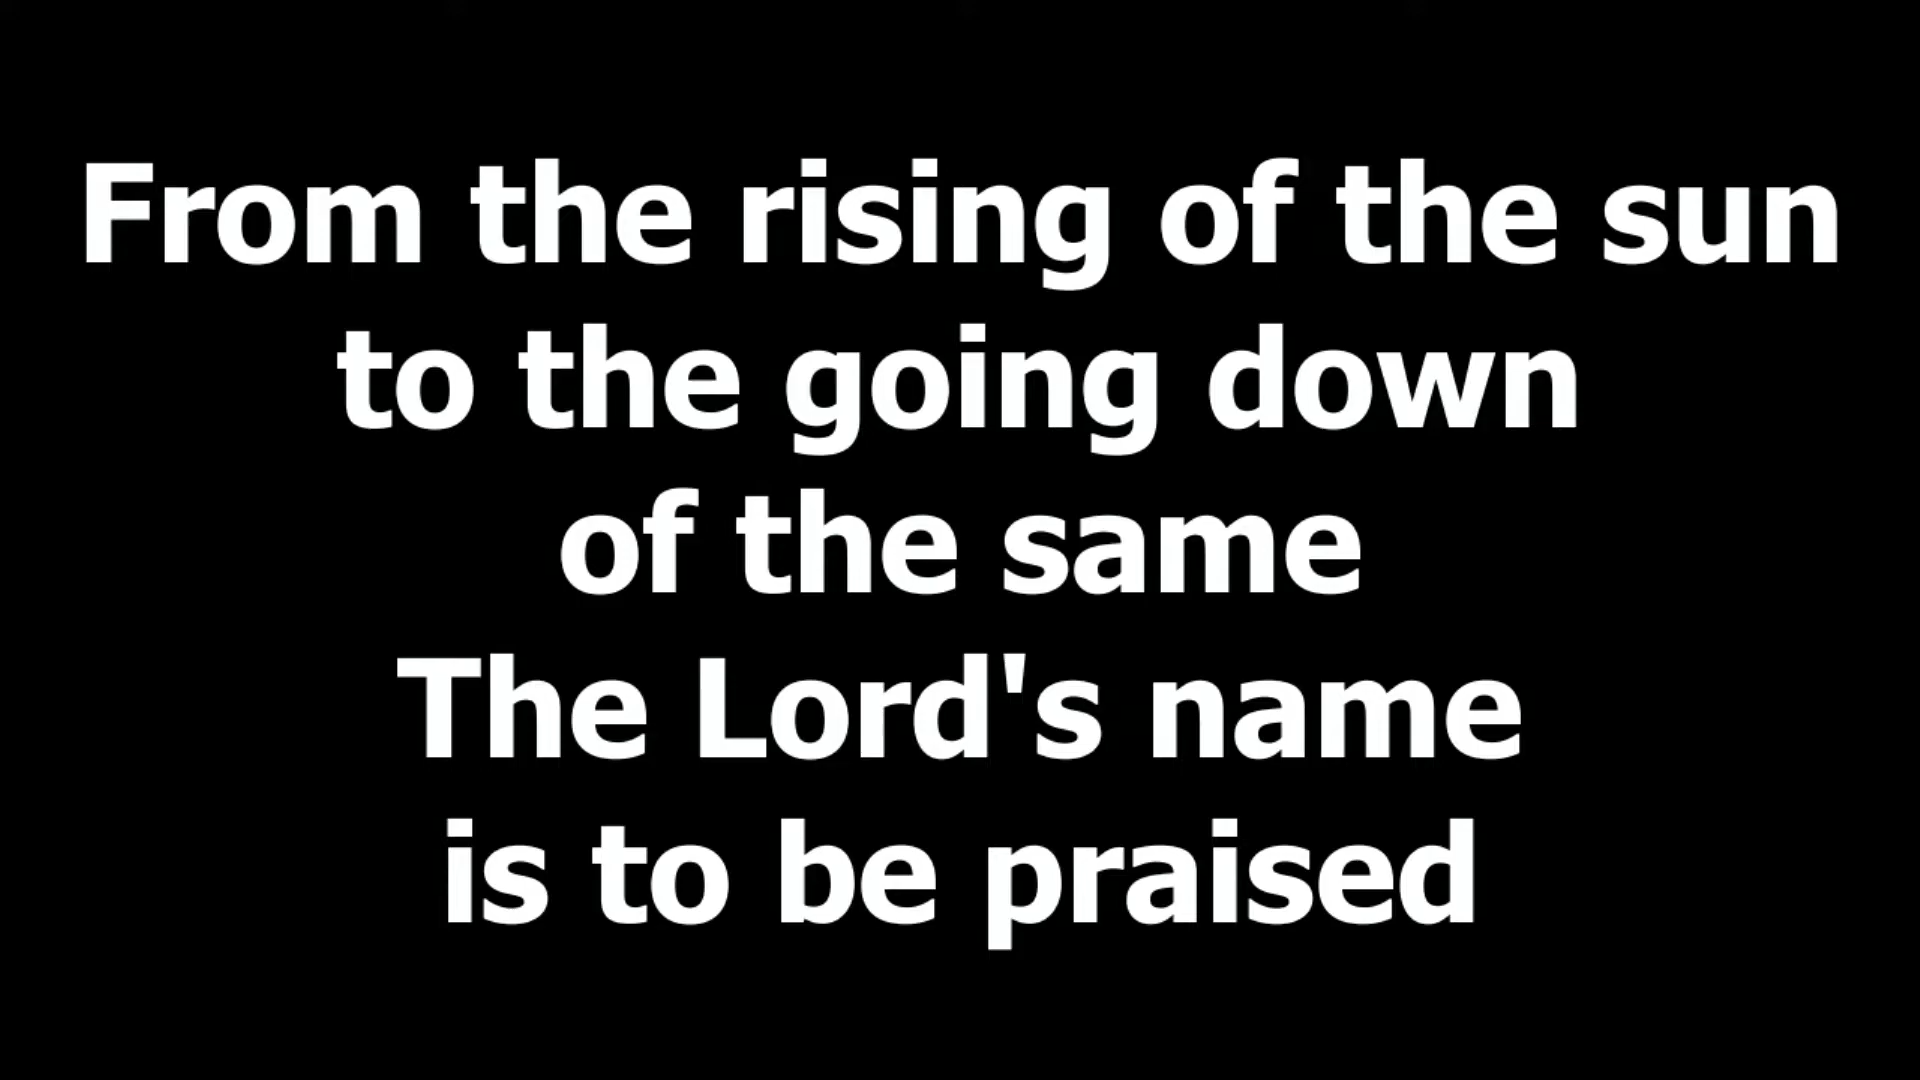 From the rising of the sun
to the going down
of the same
The Lord's name
is to be praised